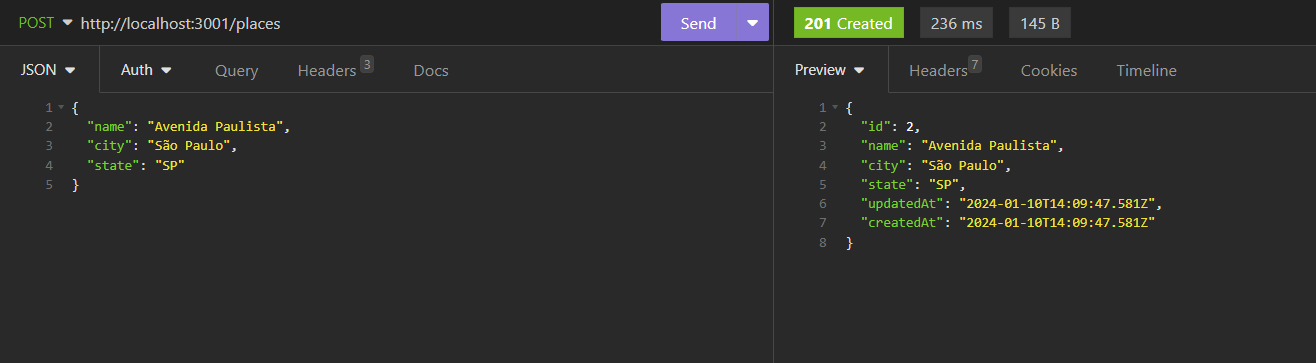 POST http://localhost:3001/places Send 201 Created 236 ms 145 B
JSON Auth Query Headers 3 Docs
1 {
2 "name": "Avenida Paulista",
3 "city": "São Paulo",
4 "state": "SP"
5 }
Preview Headers 7 Cookies Timeline
1 {
2 "id": 2,
3 "name": "Avenida Paulista",
4 "city": "São Paulo",
5 "state": "SP",
6 "updatedAt": "2024-01-10T14:09:47.581Z",
7 "createdAt": "2024-01-10T14:09:47.581Z"
8 }